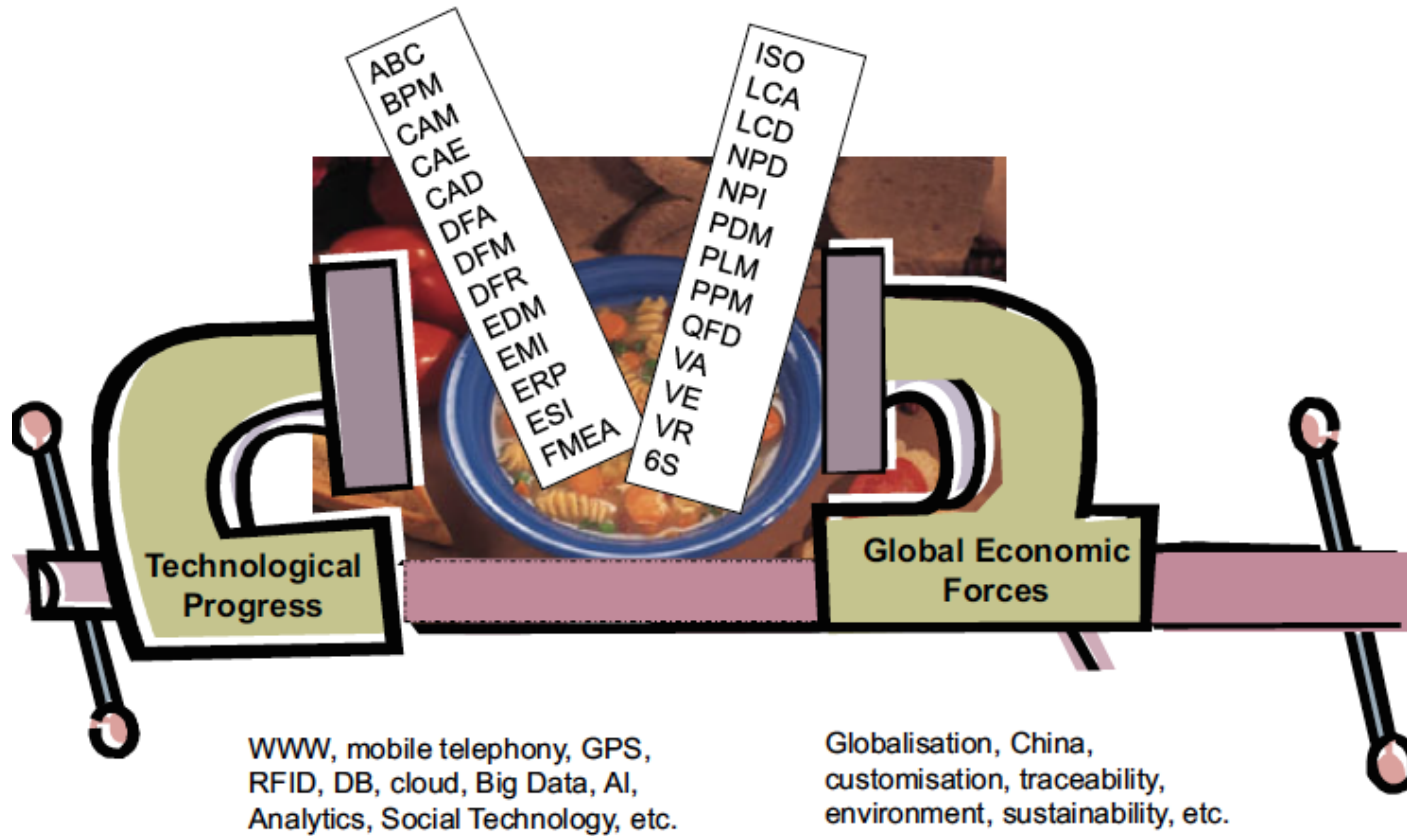 ABC
BPM
CAM
CAE
CAD
DFA
DFM
DFR
EDM
EMI
ERP
ESI
FMEA
ISO
LCA
LCD
NPD
NPI
PDM
PLM
PPM
QFD
VA
VE
VR
6S
Technological
Progress
Global Economic
Forces
WWW, mobile telephony, GPS,
RFID, DB, cloud, Big Data, AI,
Analytics, Social Technology, etc.
Globalisation, China,
customisation, traceability,
environment, sustainability, etc.